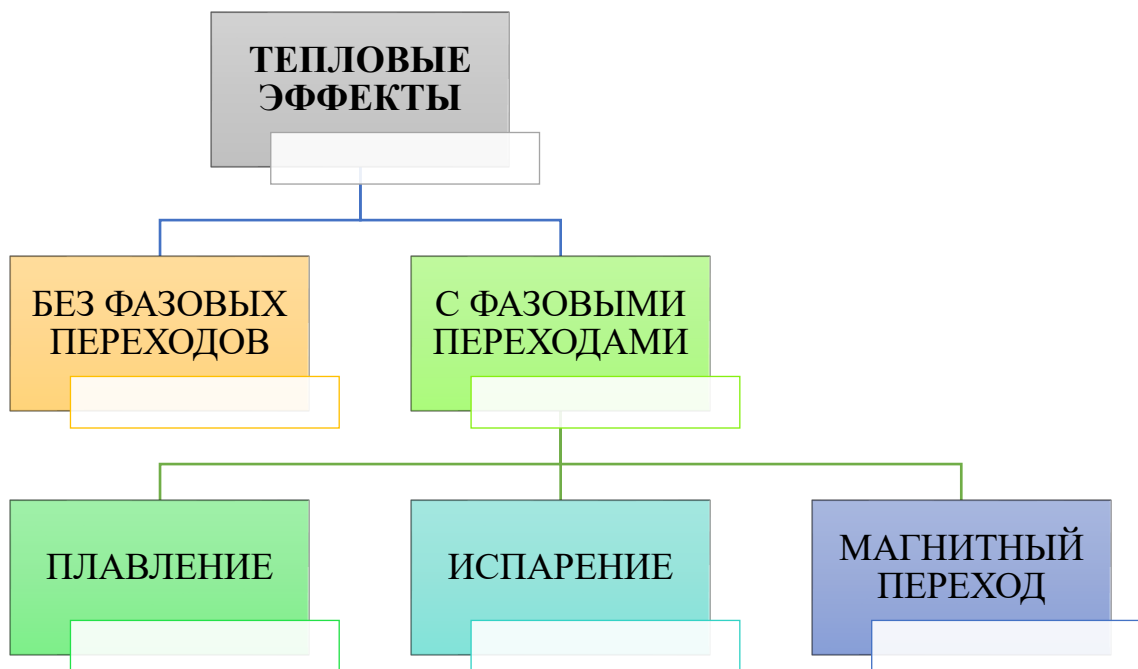 ТЕПЛОВЫЕ
ЭФФЕКТЫ
БЕЗ ФАЗОВЫХ
ПЕРЕХОДОВ
С ФАЗОВЫМИ
ПЕРЕХОДАМИ
ПЛАВЛЕНИЕ
ИСПАРЕНИЕ
МАГНИТНЫЙ
ПЕРЕХОД